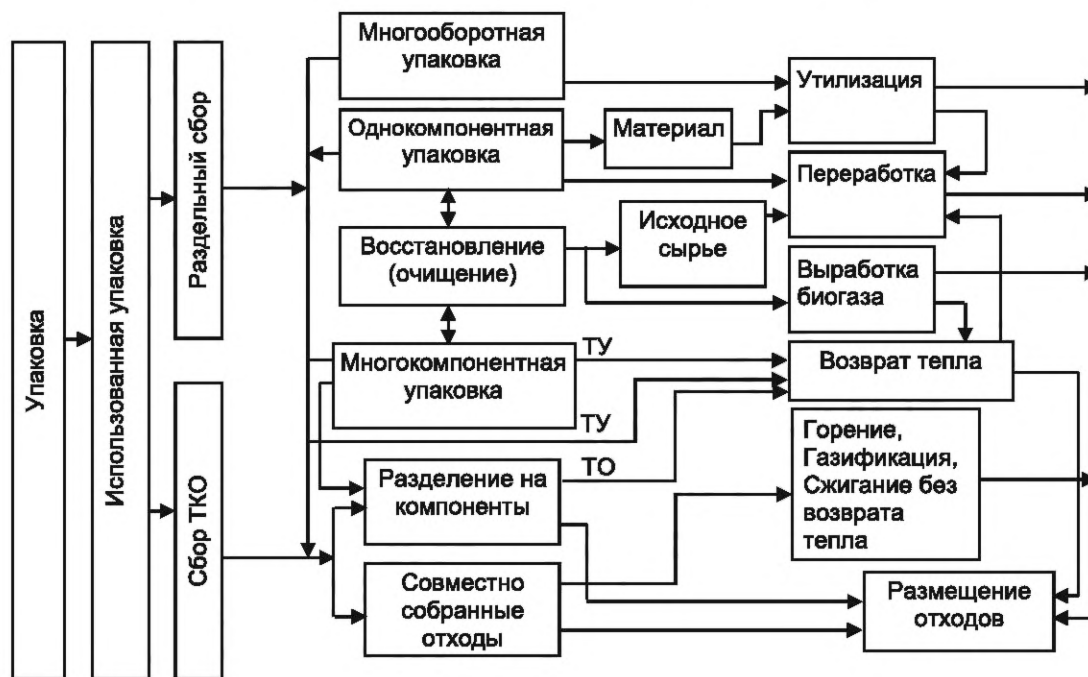 Упаковка
Использованная упаковка
Раздельный сбор
Сбор ТКО
Многооборотная
упаковка
Однокомпонентная
упаковка
Материал
Утилизация
Переработка
Восстановление
(очищение)
Исходное
сырье
Выработка
биогаза
Многокомпонентная
упаковка
ТУ
Возврат тепла
ТУ
ТО
Разделение на
компоненты
Горение,
Газификация,
Сжигание без
возврата
тепла
Совместно
собранные
отходы
Размещение
отходов